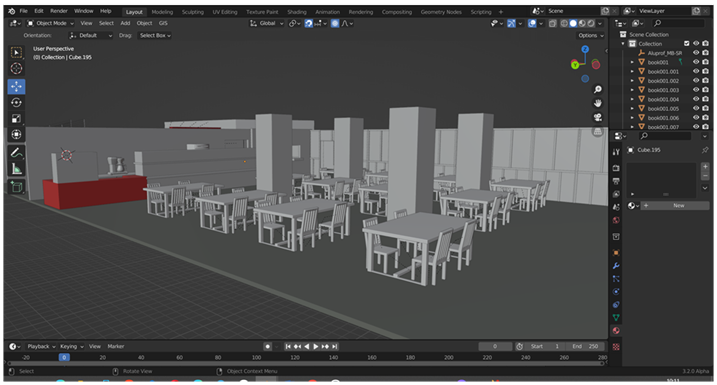 File Edit Render Window Help Layout Modeling Sculpting UV Editing Texture Paint Shading Animation Rendering Compositing Geometry Nodes Scripting + Scene ViewLayer
Object Mode View Select Add Object GIS Global
Orientation: Default Drag: Select Box Options
User Perspective
(0) Collection | Cube.195
Z
Y
Scene Collection
Collection
Aluprof_MB-SR
book001
book001.001
book001.002
book001.003
book001.004
book001.005
book001.006
book001.007
Cube.195
+ New
Playback Keying View Marker 0 Start 1 End 250
-20 0 20 40 60 80 100 120 140 160 180 200 220 240 260 280
Select Rotate View Object Context Menu 3.2.0 Alpha